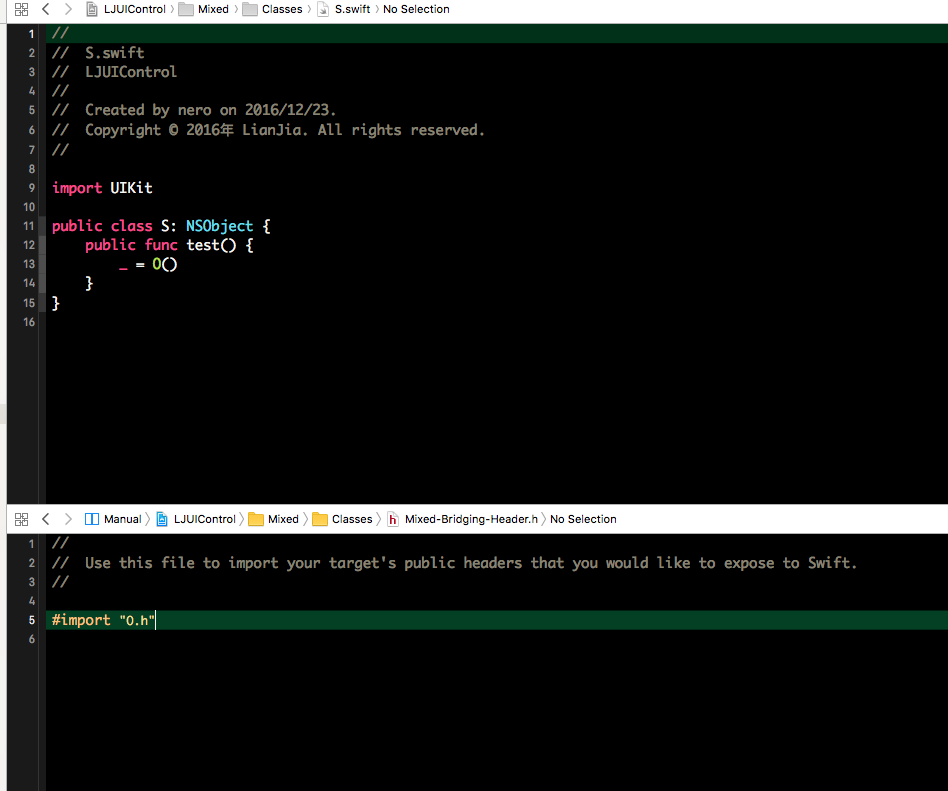 LJUIControl 〉 Mixed 〉 Classes 〉 S.swift 〉 No Selection
1 //
2 //  S.swift
3 //  LJUIControl
4 //
5 //  Created by nero on 2016/12/23.
6 //  Copyright © 2016年 LianJia. All rights reserved.
7 //
8
9 import UIKit
10
11 public class S: NSObject {
12     public func test() {
13         _ = O()
14     }
15 }
16
Manual 〉 LJUIControl 〉 Mixed 〉 Classes 〉 h Mixed-Bridging-Header.h 〉 No Selection
1 //
2 //  Use this file to import your target's public headers that you would like to expose to Swift.
3 //
4
5 #import "O.h"
6